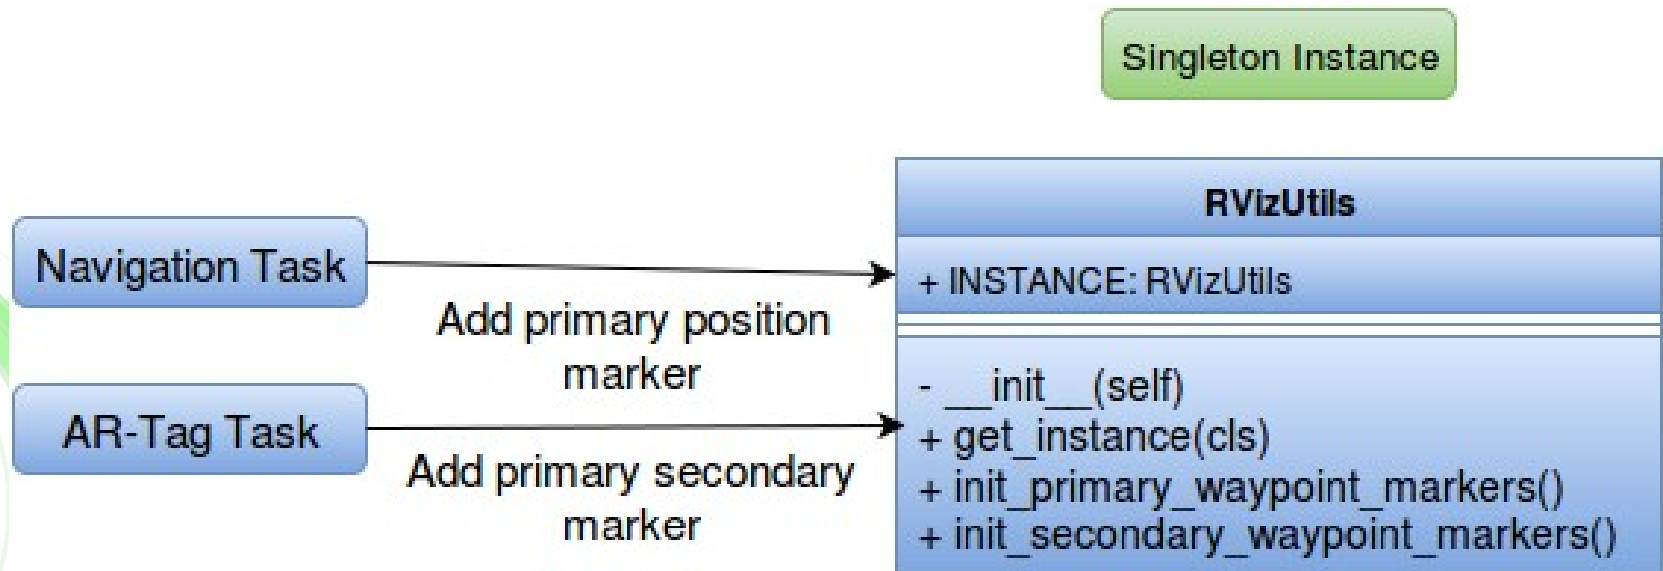 Singleton Instance
RVizUtils
Navigation Task
+ INSTANCE: RVizUtils
Add primary position
marker
AR-Tag Task
Add primary secondary
marker
- __init__(self)
+ get_instance(cls)
+ init_primary_waypoint_markers()
+ init_secondary_waypoint_markers()